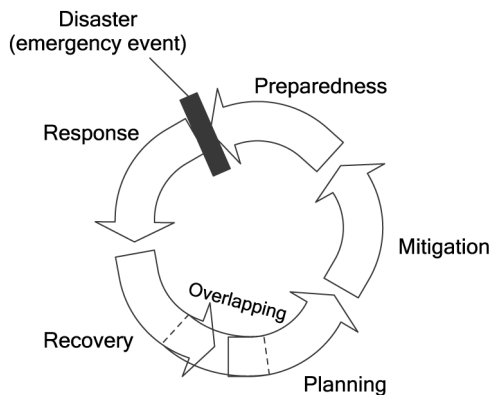 Disaster
(emergency event)
Preparedness
Response
Mitigation
Overlapping
Recovery
Planning